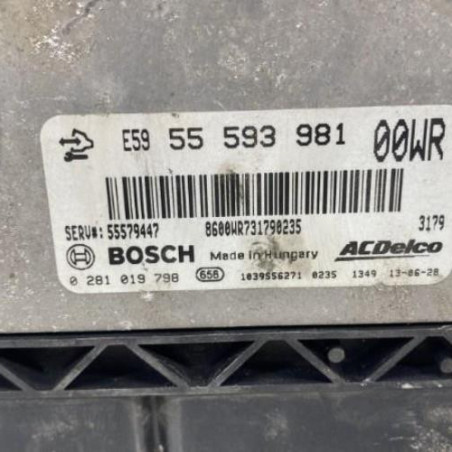 E59 55 593 981 00WR
SERV#: 55579447 8600WR731790235 3179
BOSCH Made in Hungary ACDelco
0 281 019 798 656 1039556271 0235 1349 13-06-28